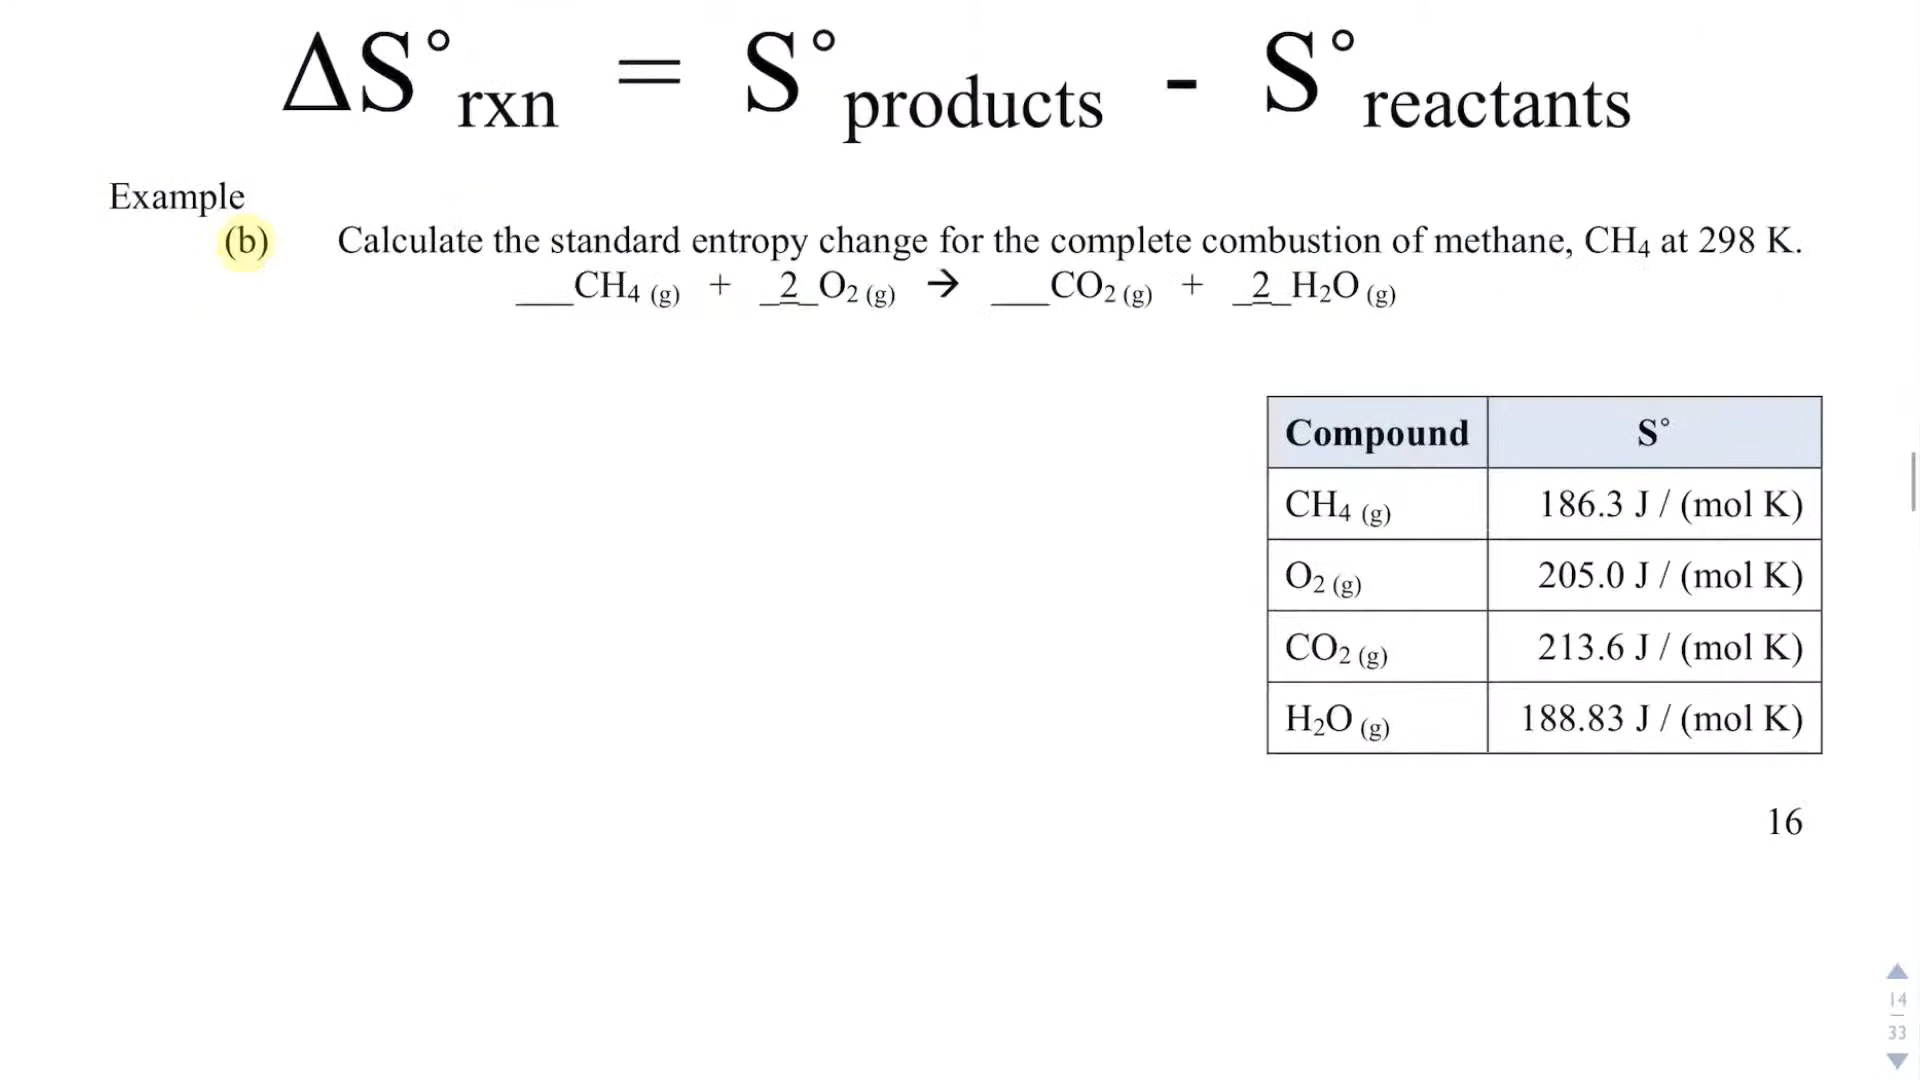 ΔS°rxn = S°products - S°reactants
Example
(b) Calculate the standard entropy change for the complete combustion of methane, CH4 at 298 K.
___CH4 (g) + _2_O2 (g) → ___CO2 (g) + _2_H2O (g)
Compound S°
CH4 (g) 186.3 J / (mol K)
O2 (g) 205.0 J / (mol K)
CO2 (g) 213.6 J / (mol K)
H2O (g) 188.83 J / (mol K)
16
14
33